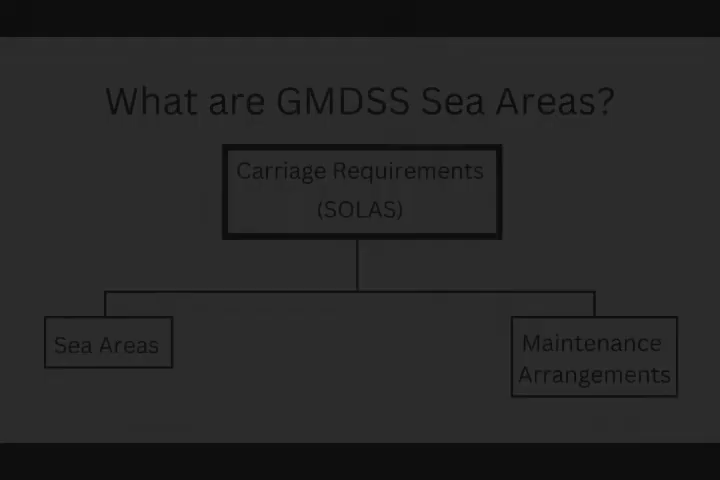 What are GMDSS Sea Areas?
Carriage Requirements
(SOLAS)
Sea Areas
Maintenance
Arrangements